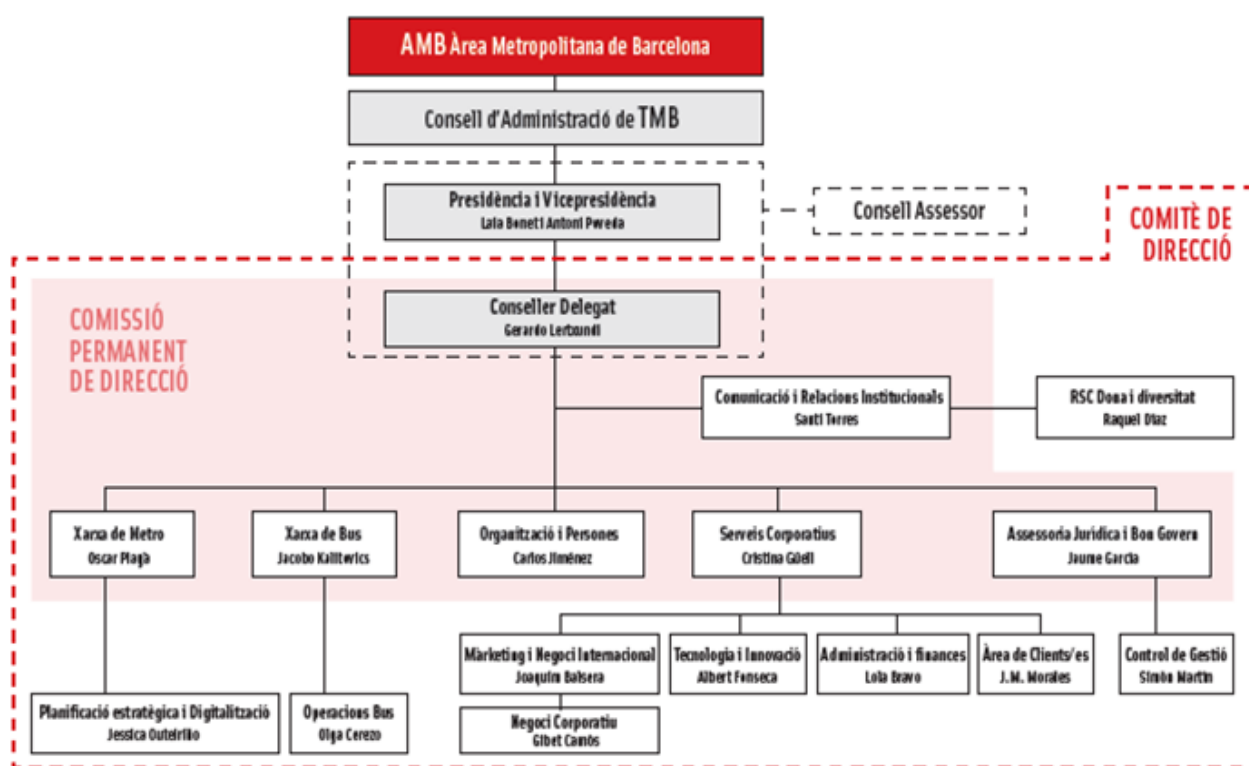 AMB Àrea Metropolitana de Barcelona
Consell d'Administració de TMB
Presidència i Vicepresidència
Laia Bonet i Antoni Poveda
Consell Assessor
COMITÈ DE
DIRECCIÓ
Conseller Delegat
Gerardo Lertxundi
COMISSIÓ
PERMANENT
DE DIRECCIÓ
Comunicació i Relacions Institucionals
Santi Torres
RSC Dona i diversitat
Raquel Díaz
Xarxa de Metro
Oscar Playà
Xarxa de Bus
Jacobo Kalitovics
Organització i Persones
Carlos Jiménez
Serveis Corporatius
Cristina Güell
Assessoria Jurídica i Bon Govern
Jaume Garcia
Màrketing i Negoci Internacional
Joaquim Balsera
Tecnologia i Innovació
Albert Fonseca
Administració i finances
Lola Bravo
Àrea de Clients/es
J.M. Morales
Control de Gestió
Simón Martín
Planificació estratègica i Digitalització
Jessica
Operacions Bus
Olga Cerezo
Negoci Corporatiu
Gibet Camós